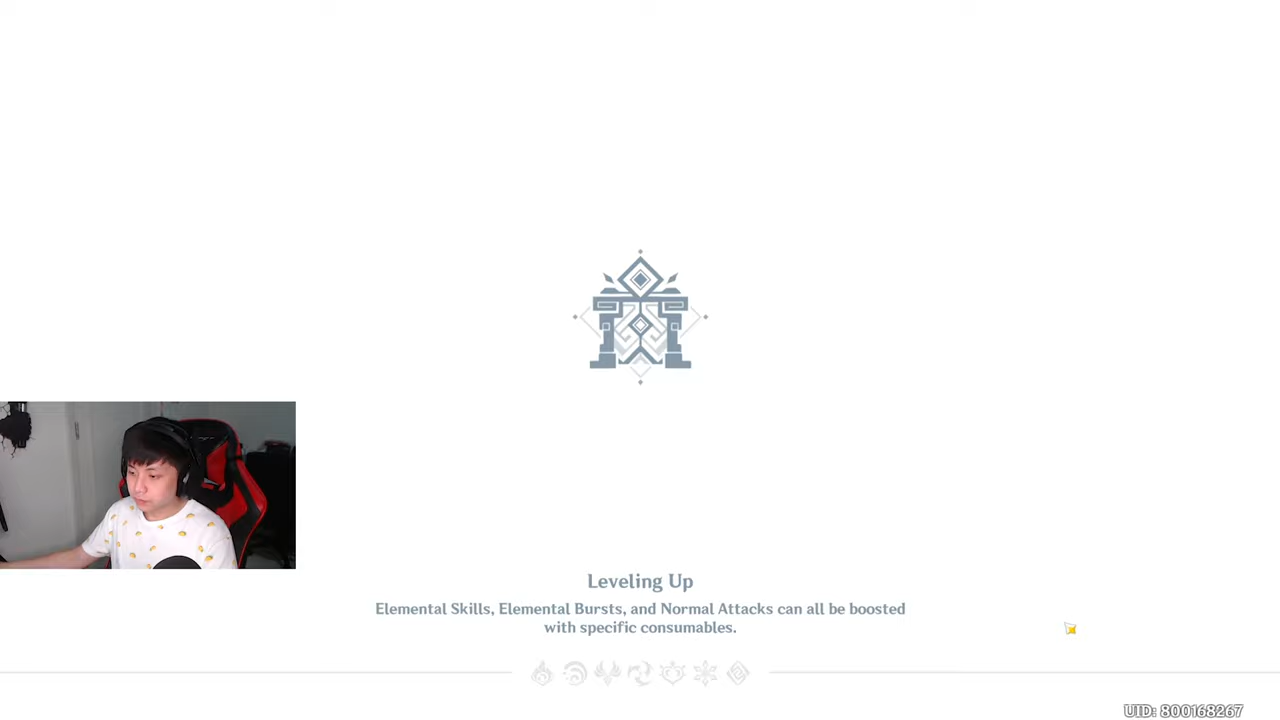 Leveling Up
Elemental Skills, Elemental Bursts, and Normal Attacks can all be boosted
with specific consumables.
UID: 800168267